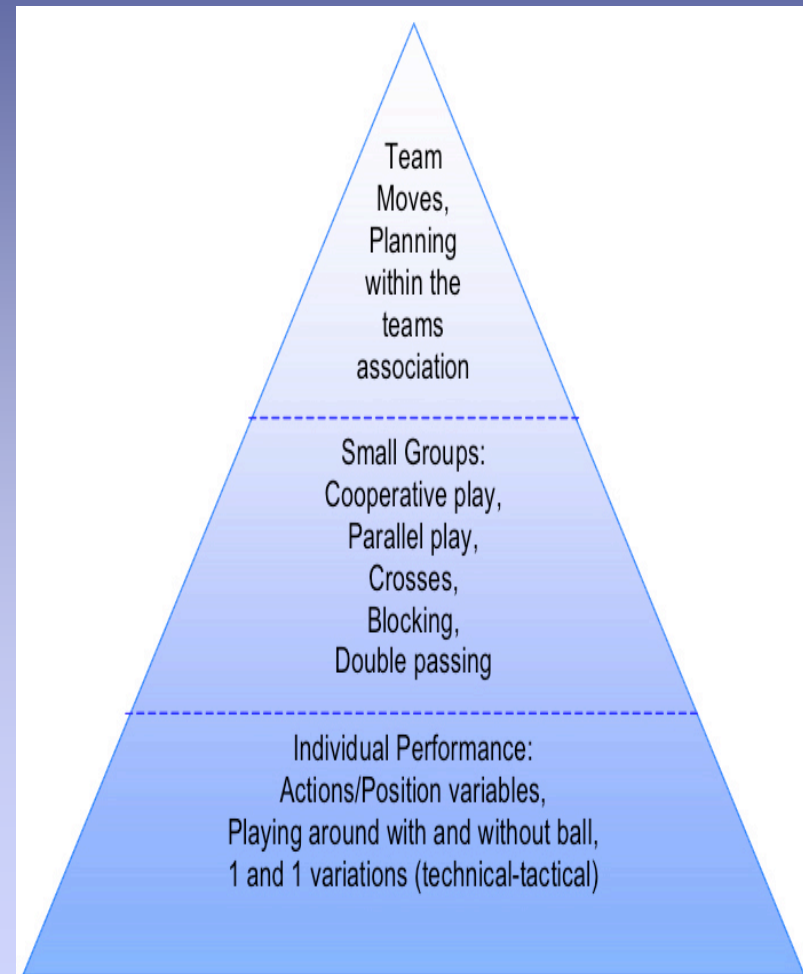 Team
Moves,
Planning
within the
teams
association
Small Groups:
Cooperative play,
Parallel play,
Crosses,
Blocking,
Double passing
Individual Performance:
Actions/Position variables,
Playing around with and without ball,
1 and 1 variations (technical-tactical)